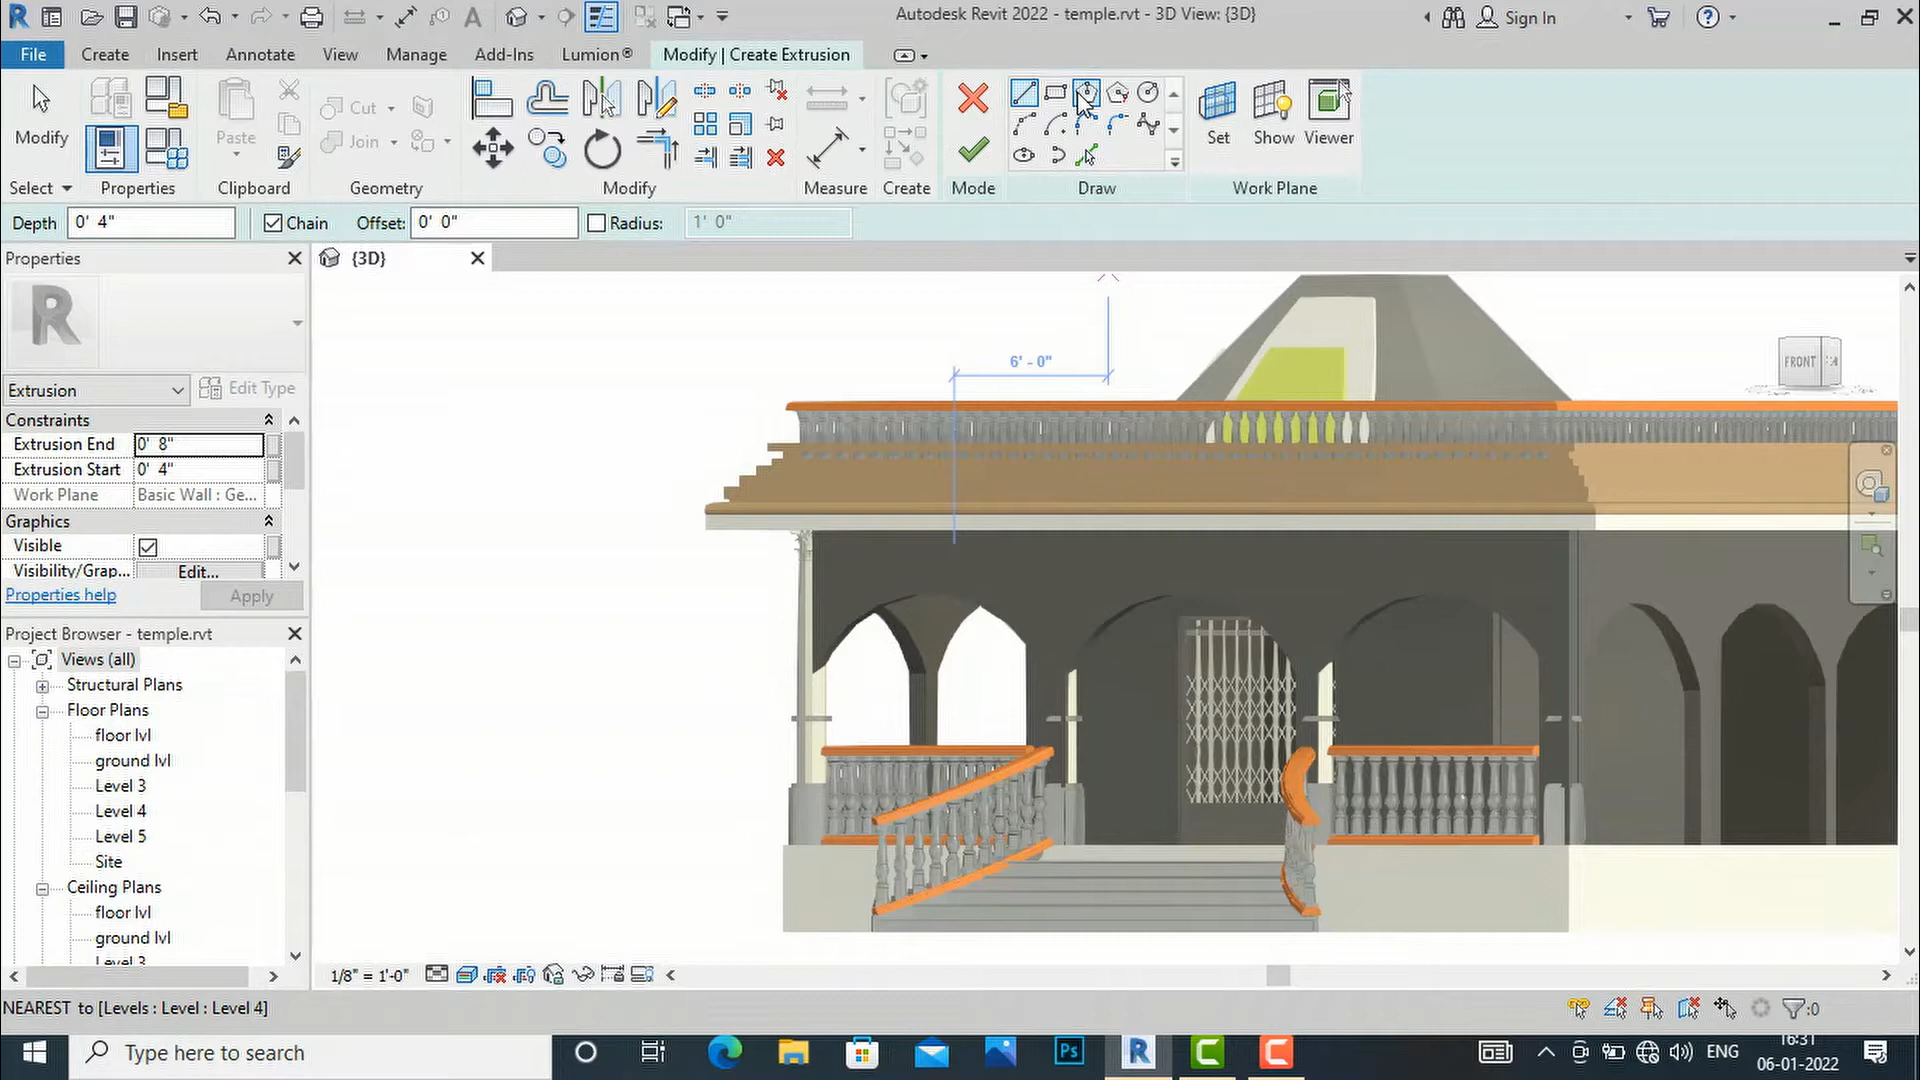 Autodesk Revit 2022 - temple.rvt - 3D View: {3D}
Sign In
File
Create
Insert
Annotate
View
Manage
Add-Ins
Lumion®
Modify | Create Extrusion
Modify
Paste
Cut
Join
Set
Show
Viewer
Select
Properties
Clipboard
Geometry
Modify
Measure
Create
Mode
Draw
Work Plane
Depth
0' 4"
Chain
Offset:
0' 0"
Radius:
1' 0"
Properties
{3D}
Extrusion
Edit Type
Constraints
Extrusion End
0' 8"
Extrusion Start
0' 4"
Work Plane
Basic Wall : Ge...
Graphics
Visible
Visibility/Grap...
Edit...
Properties help
Apply
Project Browser - temple.rvt
Views (all)
Structural Plans
Floor Plans
floor lvl
ground lvl
Level 3
Level 4
Level 5
Site
Ceiling Plans
floor lvl
ground lvl
Level 3
6' - 0"
FRONT
1/8" = 1'-0"
NEAREST to [Levels : Level : Level 4]
:0
Type here to search
Ps
ENG
16:31
06-01-2022